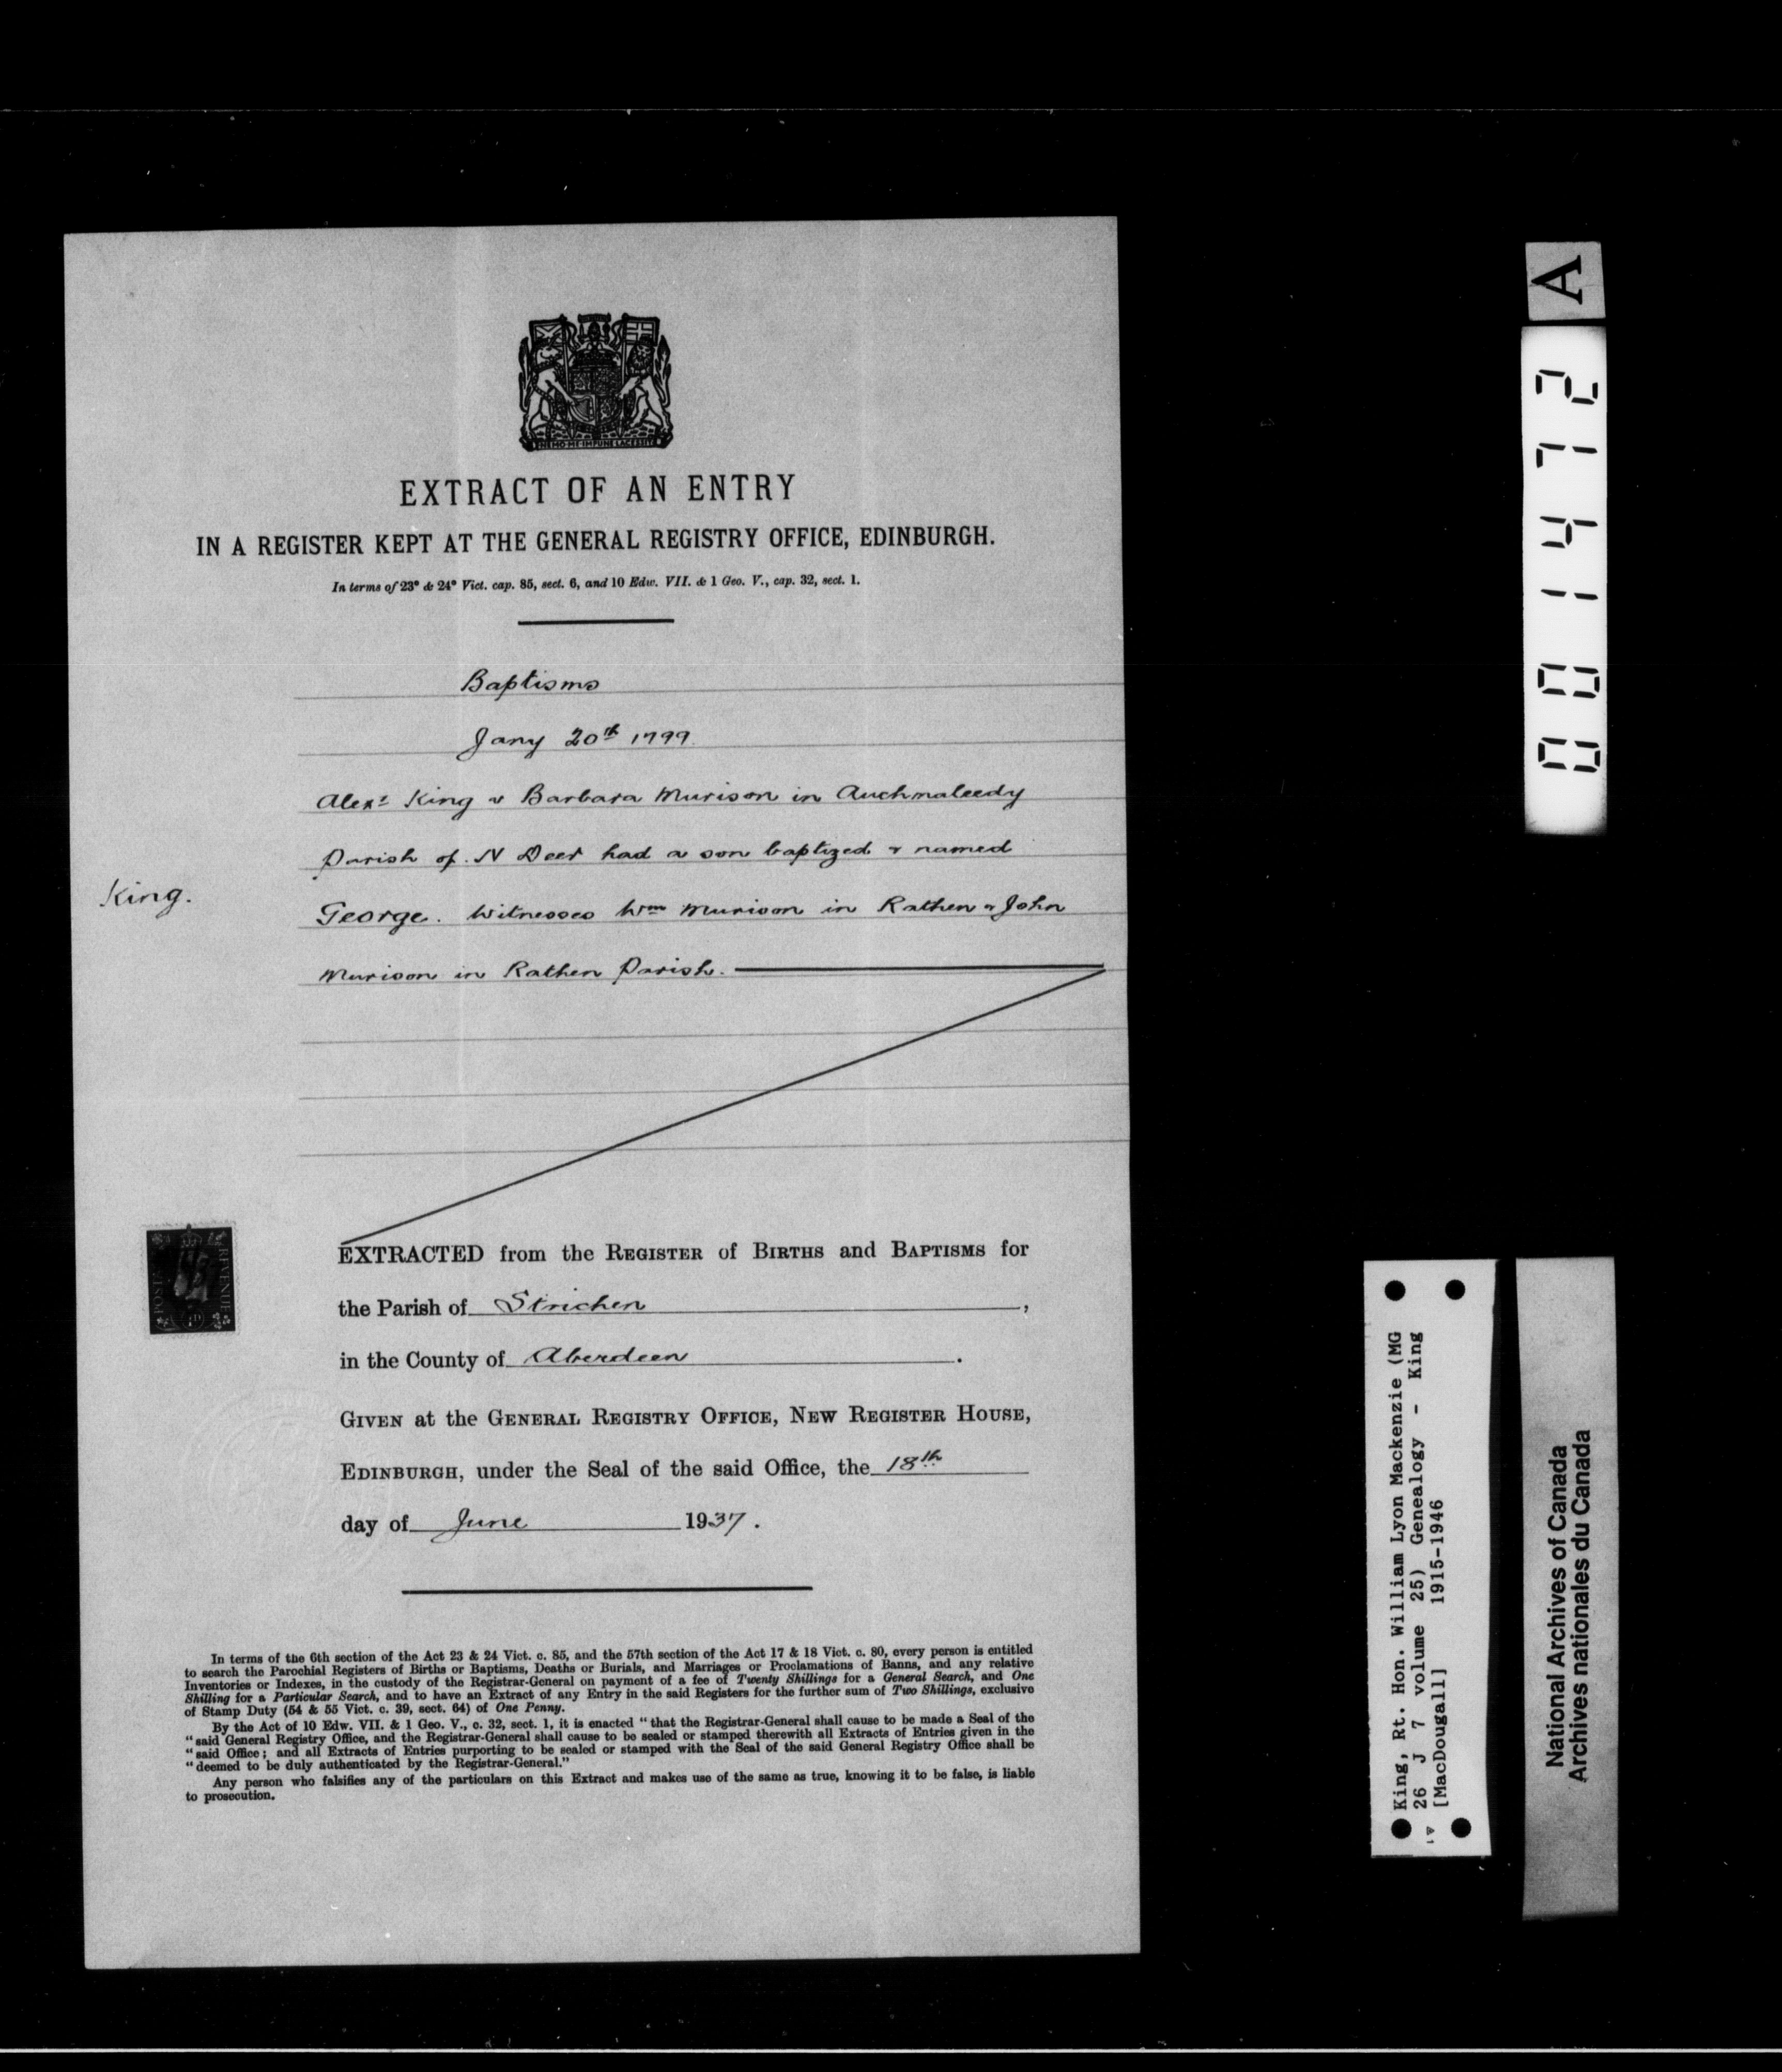 NEMO ME IMPUNE LACESSIT
EXTRACT OF AN ENTRY
IN A REGISTER KEPT AT THE GENERAL REGISTRY OFFICE, EDINBURGH.
In terms of 23° & 24° Vict. cap. 85, sect. 6, and 10 Edw. VII. & 1 Geo. V., cap. 32, sect. 1.
Baptisms
Jany 20th 1799.
Alexr King & Barbara Murison in Auchmaleedy
Parish of N Deer had a son baptized & named
King.
George. Witnesses Wm Murison in Rathen & John
Murison in Rathen Parish.
POSTAGE REVENUE
1D
EXTRACTED from the REGISTER of BIRTHS and BAPTISMS for
the Parish of Strichen,
in the County of Aberdeen.
GIVEN at the GENERAL REGISTRY OFFICE, NEW REGISTER HOUSE,
EDINBURGH, under the Seal of the said Office, the 18th
day of June 1937.
In terms of the 6th section of the Act 23 & 24 Vict. c. 85, and the 57th section of the Act 17 & 18 Vict. c. 80, every person is entitled
to search the Parochial Registers of Births or Baptisms, Deaths or Burials, and Marriages or Proclamations of Banns, and any relative
Inventories or Indexes, in the custody of the Registrar-General on payment of a fee of Twenty Shillings for a General Search, and One
Shilling for a Particular Search, and to have an Extract of any Entry in the said Registers for the further sum of Two Shillings, exclusive
of Stamp Duty (54 & 55 Vict. c. 39, sect. 64) of One Penny.
By the Act of 10 Edw. VII. & 1 Geo. V., c. 32, sect. 1, it is enacted "that the Registrar-General shall cause to be made a Seal of the
"said General Registry Office, and the Registrar-General shall cause to be sealed or stamped therewith all Extracts of Entries given in the
"said Office; and all Extracts of Entries purporting to be sealed or stamped with the Seal of the said General Registry Office shall be
"deemed to be duly authenticated by the Registrar-General."
Any person who falsifies any of the particulars on this Extract and makes use of the same as true, knowing it to be false, is liable
to prosecution.
001472 A
King, Rt. Hon. William Lyon Mackenzie (MG
26 J 7 volume 25) Genealogy - King
[MacDougall] 1915-1946
National Archives of Canada
Archives nationales du Canada